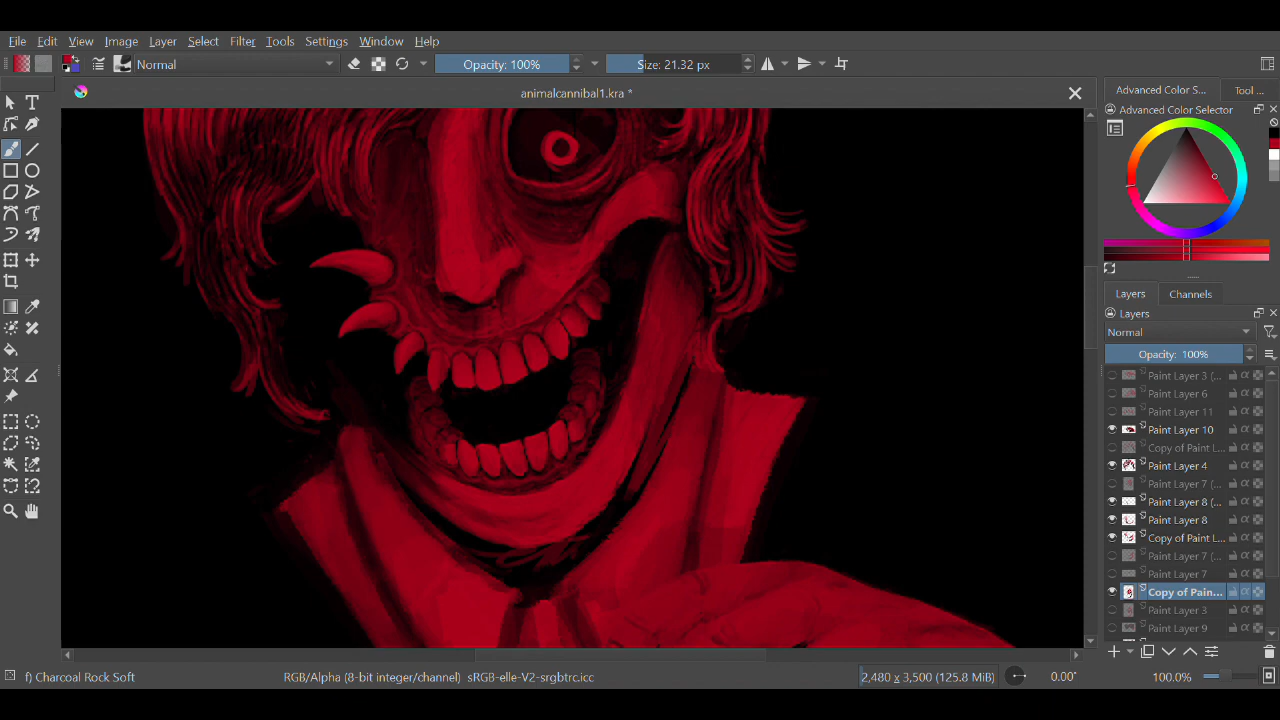 File Edit View Image Layer Select Filter Tools Settings Window Help
Normal Opacity: 100% Size: 21.32 px
animalcannibal1.kra *
Advanced Color S... Tool ...
Advanced Color Selector
Layers Channels
Layers
Normal
Opacity: 100%
Paint Layer 3 (...
Paint Layer 6
Paint Layer 11
Paint Layer 10
Copy of Paint L...
Paint Layer 4
Paint Layer 7 (...
Paint Layer 8 (...
Paint Layer 8
Copy of Paint L...
Paint Layer 7 (...
Paint Layer 7
Copy of Pain...
Paint Layer 3
Paint Layer 9
f) Charcoal Rock Soft RGB/Alpha (8-bit integer/channel) sRGB-elle-V2-srgbtrc.icc 2,480 x 3,500 (125.8 MiB) 0.00° 100.0%